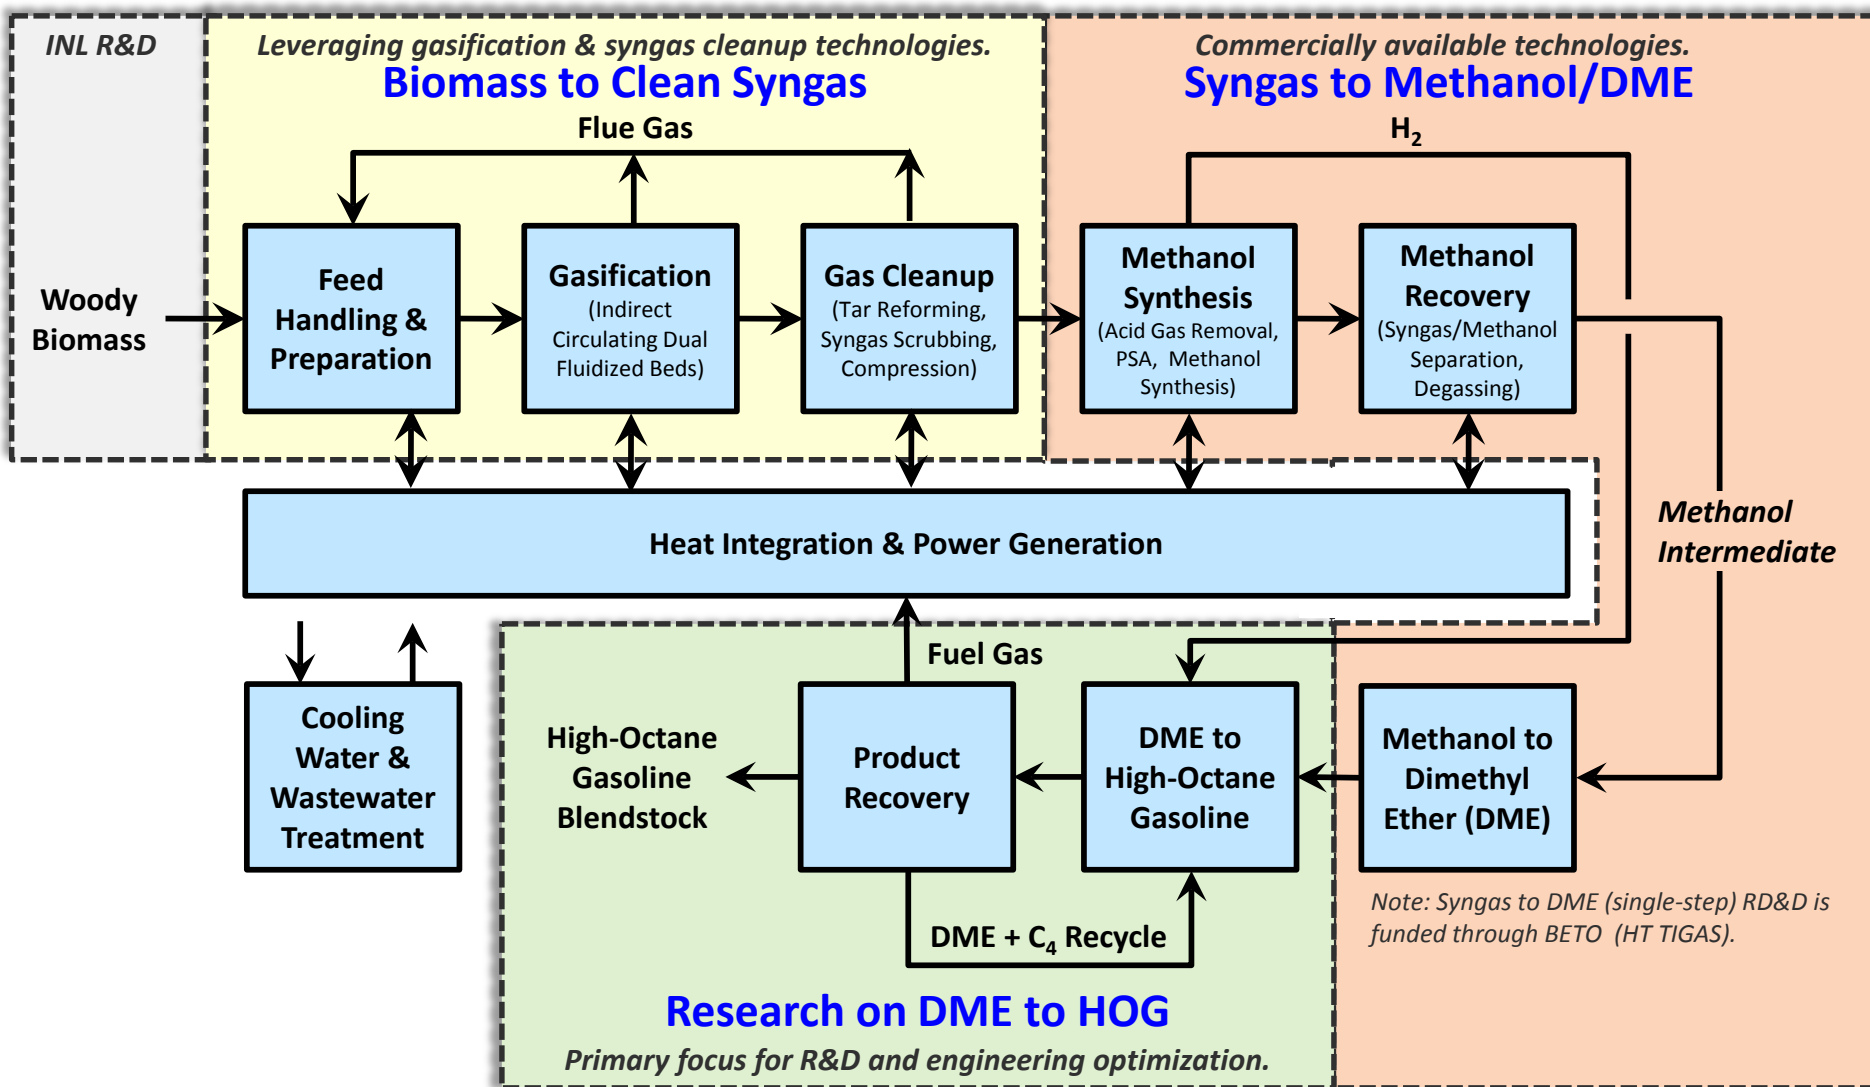 INL R&D
Leveraging gasification & syngas cleanup technologies.
Biomass to Clean Syngas
Commercially available technologies.
Syngas to Methanol/DME
Flue Gas
H2
Woody
Biomass
Feed
Handling &
Preparation
Gasification
(Indirect
Circulating Dual
Fluidized Beds)
Gas Cleanup
(Tar Reforming,
Syngas Scrubbing,
Compression)
Methanol
Synthesis
(Acid Gas Removal,
PSA, Methanol
Synthesis)
Methanol
Recovery
(Syngas/Methanol
Separation,
Degassing)
Heat Integration & Power Generation
Methanol
Intermediate
Cooling
Water &
Wastewater
Treatment
Fuel Gas
High-Octane
Gasoline
Blendstock
Product
Recovery
DME to
High-Octane
Gasoline
Methanol to
Dimethyl
Ether (DME)
DME + C4 Recycle
Note: Syngas to DME (single-step) RD&D is
funded through BETO (HT TIGAS).
Research on DME to HOG
Primary focus for R&D and engineering optimization.